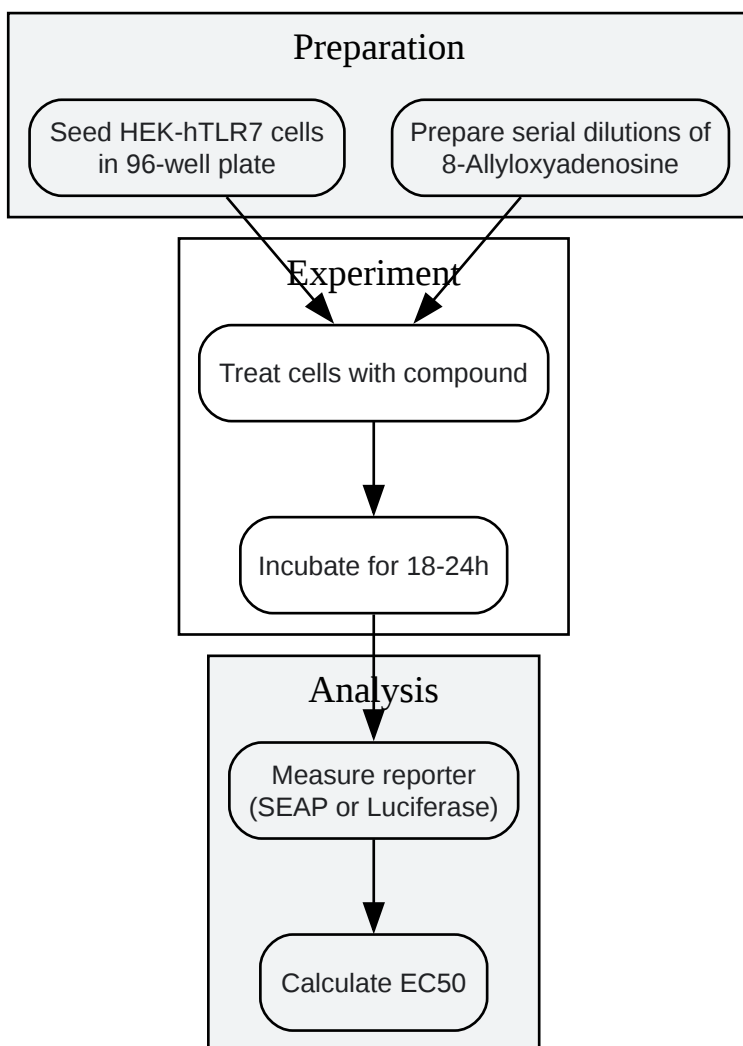 Preparation
Seed HEK-hTLR7 cells
in 96-well plate
Prepare serial dilutions of
8-Allyloxyadenosine
Experiment
Treat cells with compound
Incubate for 18-24h
Analysis
Measure reporter
(SEAP or Luciferase)
Calculate EC50